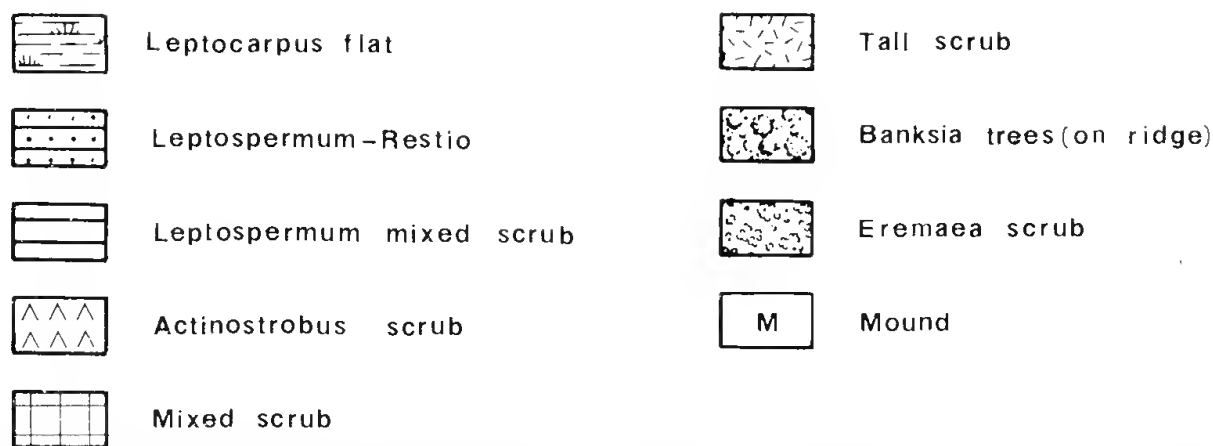 Leptocarpus flat
Leptospermum-Restio
Leptospermum mixed scrub
Actinostrobus scrub
Mixed scrub
Tall scrub
Banksia trees (on ridge)
Eremaea scrub
M Mound